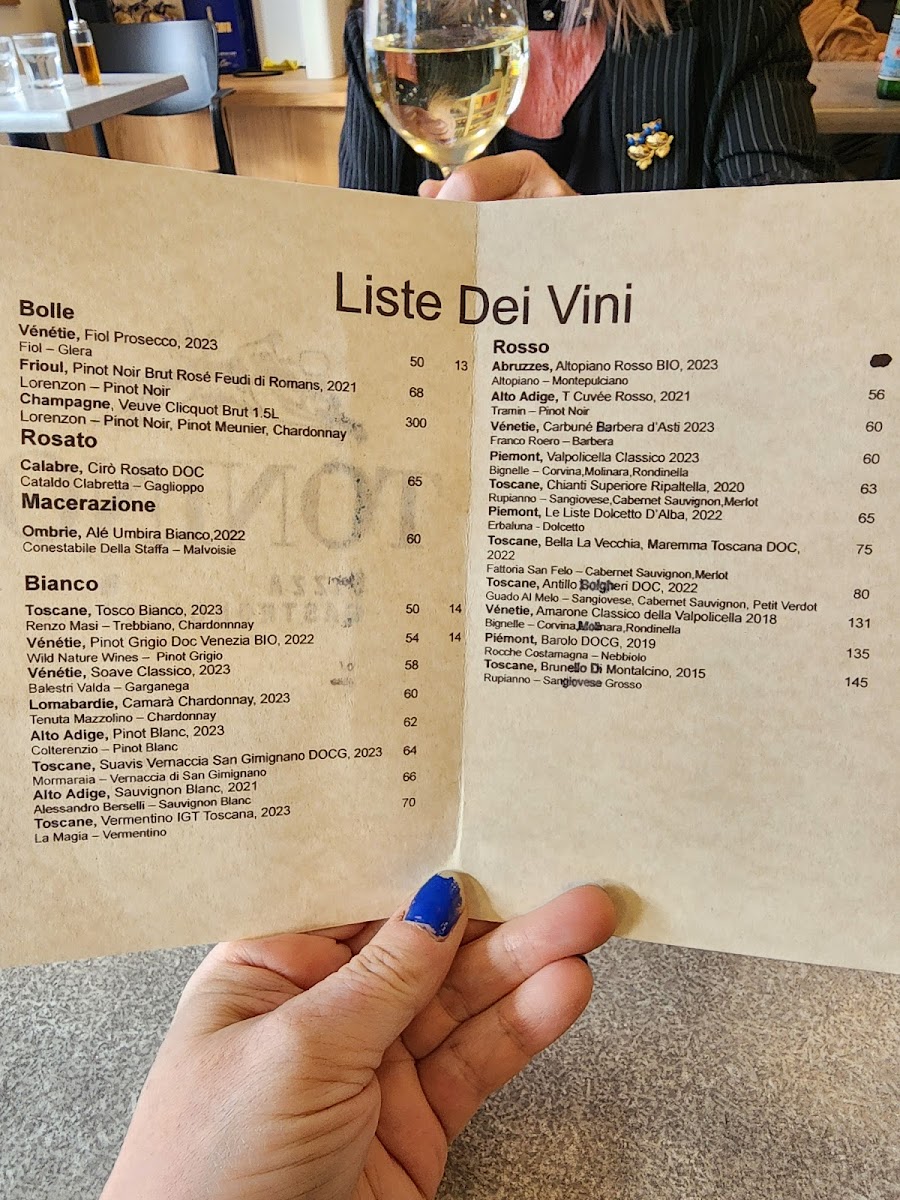 Liste Dei Vini
Bolle
Vénétie, Fiol Prosecco, 2023
Fiol – Glera
50 13
Frioul, Pinot Noir Brut Rosé Feudi di Romans, 2021
Lorenzon – Pinot Noir
68
Champagne, Veuve Clicquot Brut 1.5L
Lorenzon – Pinot Noir, Pinot Meunier, Chardonnay
300
Rosato
Calabre, Cirò Rosato DOC
Cataldo Clabretta – Gaglioppo
65
Macerazione
Ombrie, Alé Umbira Bianco,2022
Conestabile Della Staffa – Malvoisie
60
Bianco
Toscane, Tosco Bianco, 2023
Renzo Masi – Trebbiano, Chardonnnay
50 14
Vénétie, Pinot Grigio Doc Venezia BIO, 2022
Wild Nature Wines – Pinot Grigio
54 14
Vénétie, Soave Classico, 2023
Balestri Valda – Garganega
58
Lomabardie, Camarà Chardonnay, 2023
Tenuta Mazzolino – Chardonnay
60
Alto Adige, Pinot Blanc, 2023
Colterenzio – Pinot Blanc
62
Toscane, Suavis Vernaccia San Gimignano DOCG, 2023
Mormaraia – Vernaccia di San Gimignano
64
Alto Adige, Sauvignon Blanc, 2021
Alessandro Berselli – Sauvignon Blanc
66
Toscane, Vermentino IGT Toscana, 2023
La Magia – Vermentino
70
Rosso
Abruzzes, Altopiano Rosso BIO, 2023
Altopiano – Montepulciano
Alto Adige, T Cuvée Rosso, 2021
Tramin – Pinot Noir
56
Vénetie, Carbuné Barbera d'Asti 2023
Franco Roero – Barbera
60
Piemont, Valpolicella Classico 2023
Bignelle – Corvina,Molinara,Rondinella
60
Toscane, Chianti Superiore Ripaltella, 2020
Rupianno – Sangiovese,Cabernet Sauvignon,Merlot
63
Piemont, Le Liste Dolcetto D'Alba, 2022
Erbaluna - Dolcetto
65
Toscane, Bella La Vecchia, Maremma Toscana DOC,
2022
Fattoria San Felo – Cabernet Sauvignon,Merlot
75
Toscane, Antillo Bolgheri DOC, 2022
Guado Al Melo – Sangiovese, Cabernet Sauvignon, Petit Verdot
80
Vénetie, Amarone Classico della Valpolicella 2018
Bignelle – Corvina,Molinara,Rondinella
131
Piémont, Barolo DOCG, 2019
Rocche Costamagna – Nebbiolo
135
Toscane, Brunello Di Montalcino, 2015
Rupianno – Sangiovese Grosso
145